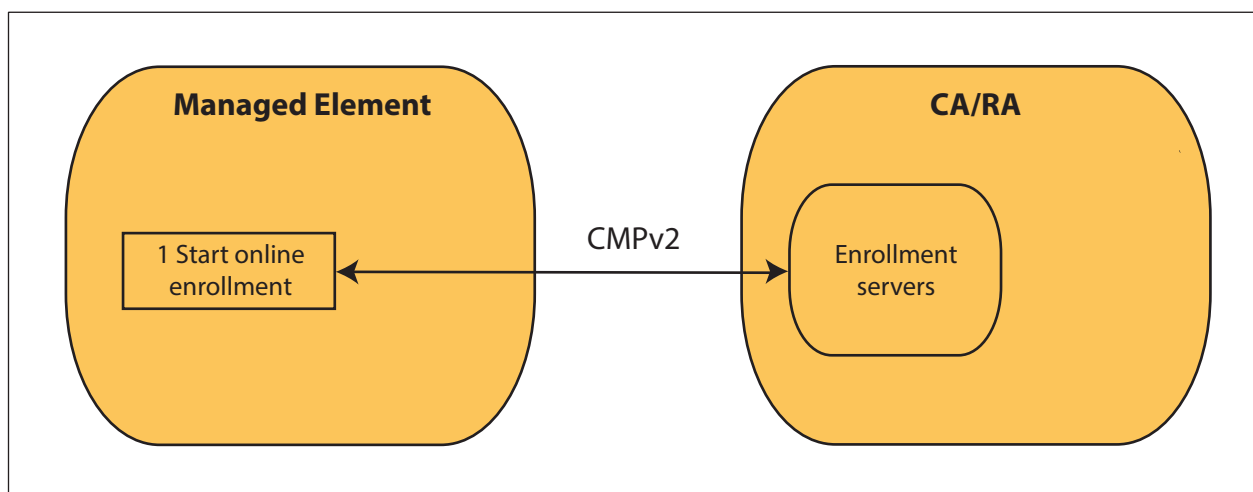 Managed Element
CA/RA
CMPv2
1 Start online
enrollment
Enrollment
servers